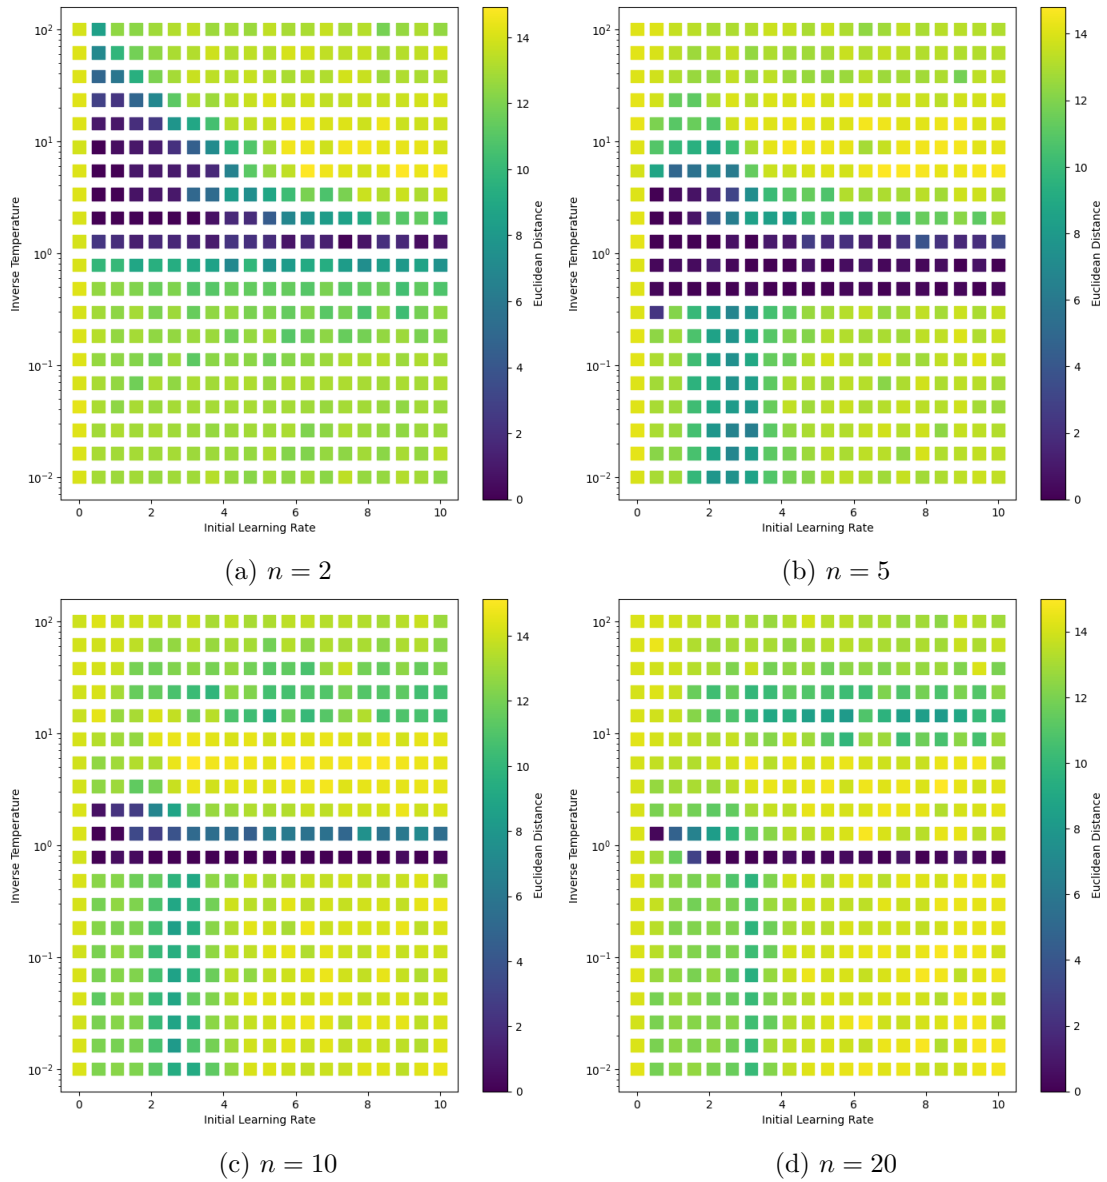 10²
10¹
10⁰
10⁻¹
10⁻²
Inverse Temperature
0 2 4 6 8 10
Initial Learning Rate
14
12
10
8
6
4
2
0
Euclidean Distance
(a) n = 2
10²
10¹
10⁰
10⁻¹
10⁻²
Inverse Temperature
0 2 4 6 8 10
Initial Learning Rate
14
12
10
8
6
4
2
0
Euclidean Distance
(b) n = 5
10²
10¹
10⁰
10⁻¹
10⁻²
Inverse Temperature
0 2 4 6 8 10
Initial Learning Rate
14
12
10
8
6
4
2
0
Euclidean Distance
(c) n = 10
10²
10¹
10⁰
10⁻¹
10⁻²
Inverse Temperature
0 2 4 6 8 10
Initial Learning Rate
14
12
10
8
6
4
2
0
Euclidean Distance
(d) n = 20